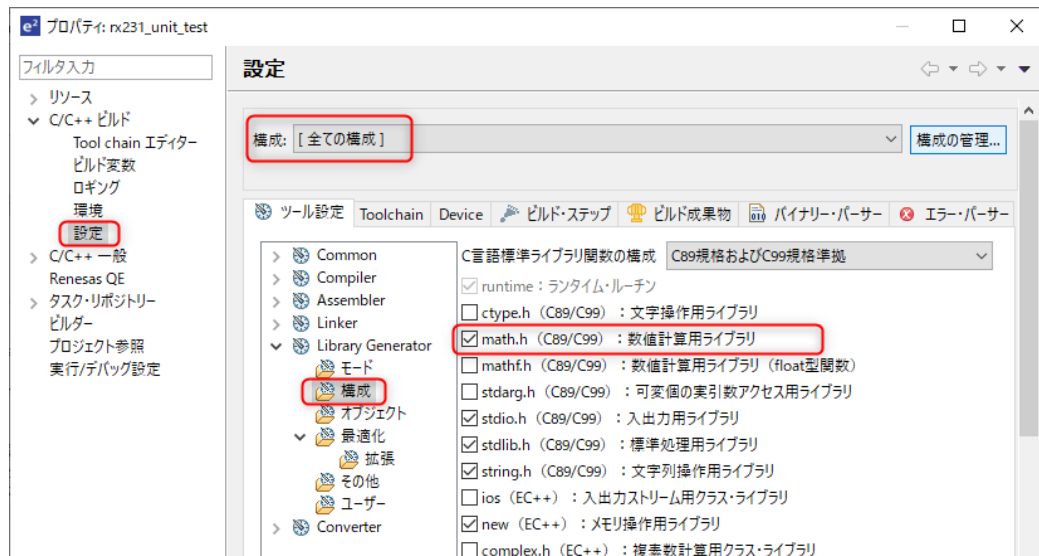 e² プロパティ: rx231_unit_test
フィルタ入力
リソース
C/C++ ビルド
Tool chain エディター
ビルド変数
ロギング
環境
設定
C/C++ 一般
Renesas QE
タスク・リポジトリー
ビルダー
プロジェクト参照
実行/デバッグ設定
設定
構成: [ 全ての構成 ]
構成の管理...
ツール設定 Toolchain Device ビルド・ステップ ビルド成果物 バイナリー・パーサー エラー・パーサー
Common
Compiler
Assembler
Linker
Library Generator
モード
構成
オブジェクト
最適化
拡張
その他
ユーザー
Converter
C言語標準ライブラリ関数の構成 C89規格およびC99規格準拠
runtime：ランタイム・ルーチン
ctype.h（C89/C99）：文字操作用ライブラリ
math.h（C89/C99）：数値計算用ライブラリ
mathf.h（C89/C99）：数値計算用ライブラリ（float型関数）
stdarg.h（C89/C99）：可変個の実引数アクセス用ライブラリ
stdio.h（C89/C99）：入出力用ライブラリ
stdlib.h（C89/C99）：標準処理用ライブラリ
string.h（C89/C99）：文字列操作用ライブラリ
ios（EC++）：入出力ストリーム用クラス・ライブラリ
new（EC++）：メモリ操作用ライブラリ
complex.h（EC++）：複素数計算用クラス・ライブラリ